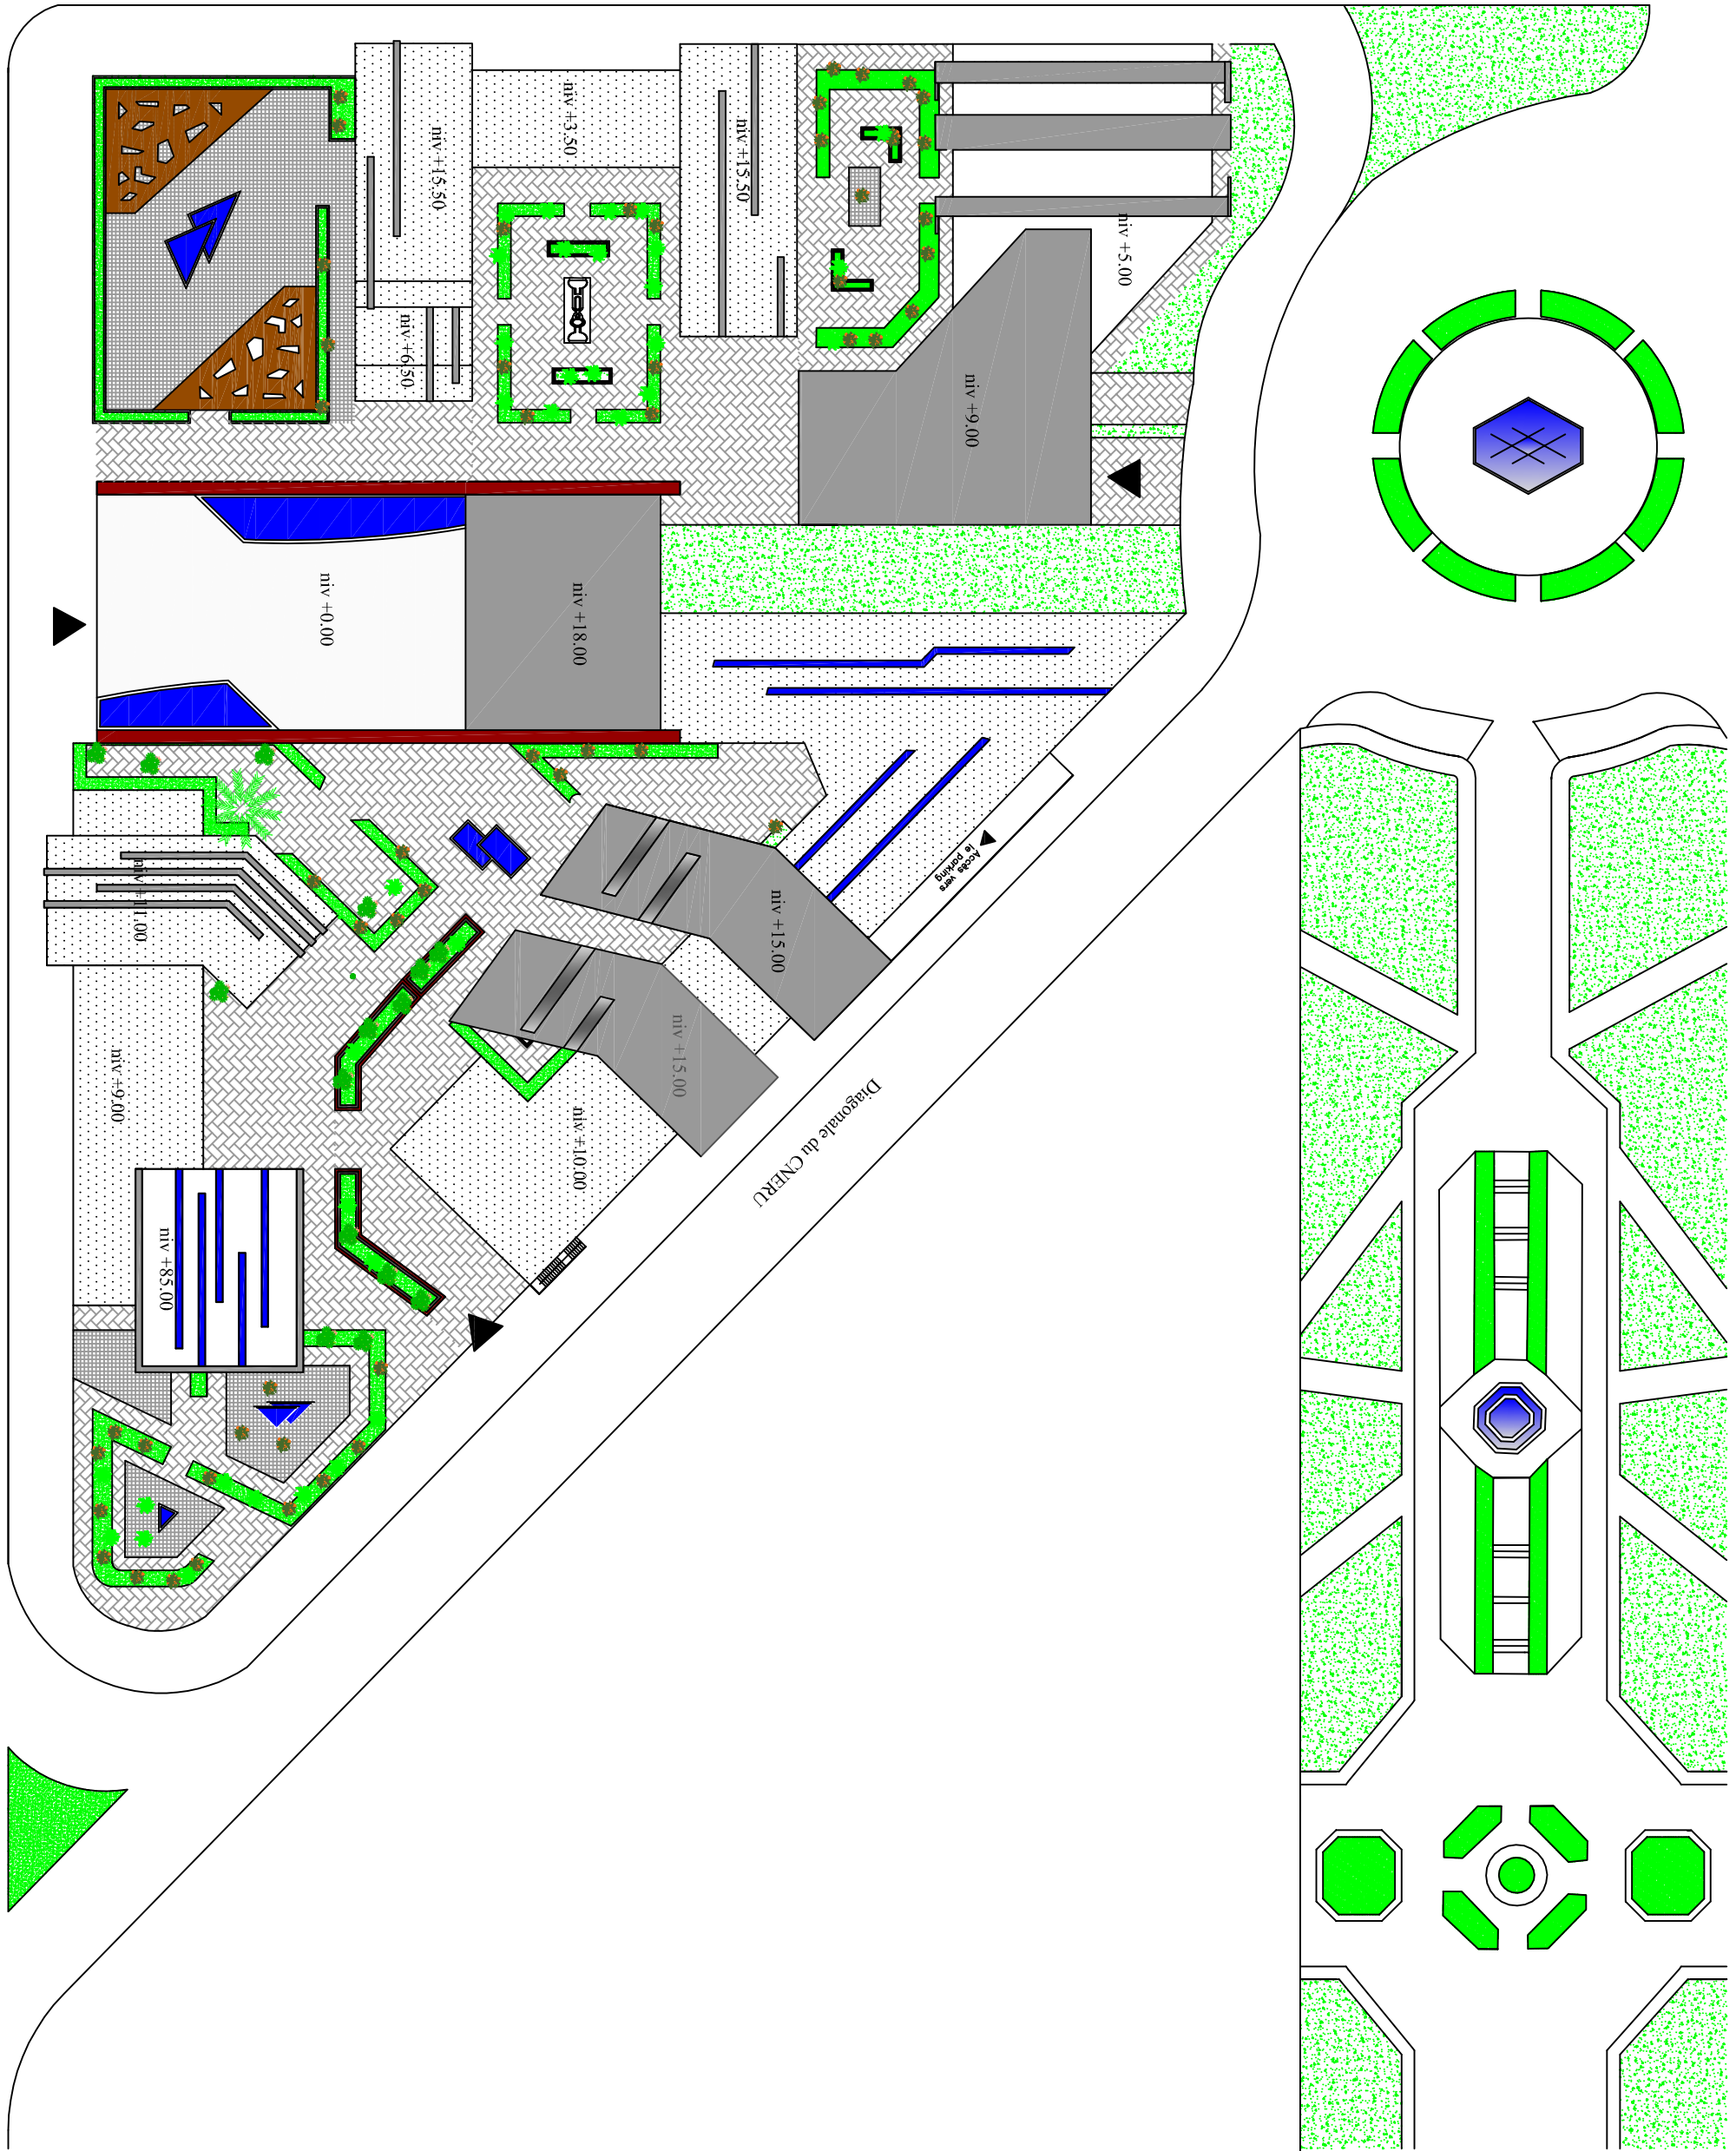 niv +3.50
niv +15.50
niv +15.50
niv +5.00
niv +6.50
niv +9.00
niv +0.00
niv +18.00
Accès vers
le parking
niv +11.00
niv +15.00
niv +15.00
niv +9.00
niv +10.00
Diagonale du CNERU
niv +85.00